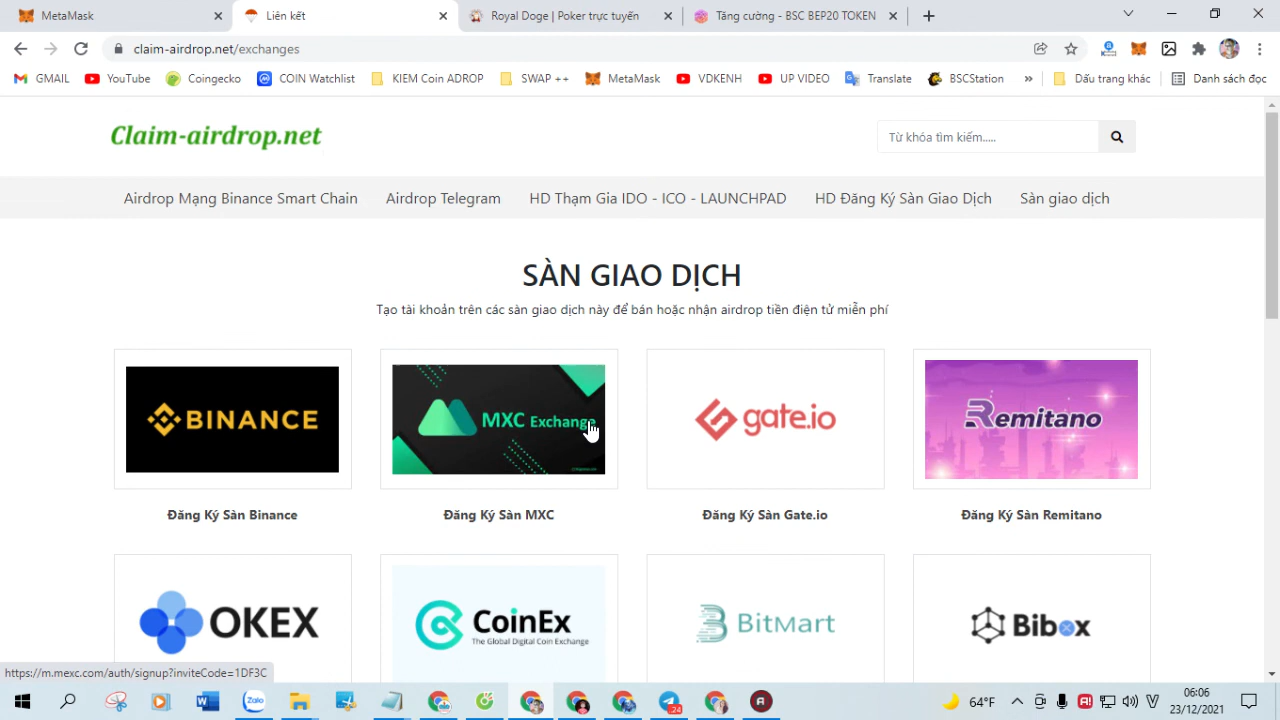 MetaMask
Liên kết
Royal Doge | Poker trực tuyến
Tăng cường - BSC BEP20 TOKEN
claim-airdrop.net/exchanges
GMAIL
YouTube
Coingecko
COIN Watchlist
KIEM Coin ADROP
SWAP ++
MetaMask
VDKENH
UP VIDEO
Translate
BSCStation
»
Dấu trang khác
Danh sách đọc
Claim-airdrop.net
Từ khóa tìm kiếm.....
Airdrop Mạng Binance Smart Chain
Airdrop Telegram
HD Thạm Gia IDO - ICO - LAUNCHPAD
HD Đăng Ký Sàn Giao Dịch
Sàn giao dịch
SÀN GIAO DỊCH
Tạo tài khoản trên các sàn giao dịch này để bán hoặc nhận airdrop tiền điện tử miễn phí
BINANCE
MXC Exchange
gate.io
Remitano
Đăng Ký Sàn Binance
Đăng Ký Sàn MXC
Đăng Ký Sàn Gate.io
Đăng Ký Sàn Remitano
OKEX
CoinEx
The Global Digital Coin Exchange
BitMart
Bibox
https://m.mexc.com/auth/signup?inviteCode=1DF3C
Zalo
24
64°F
06:06
23/12/2021